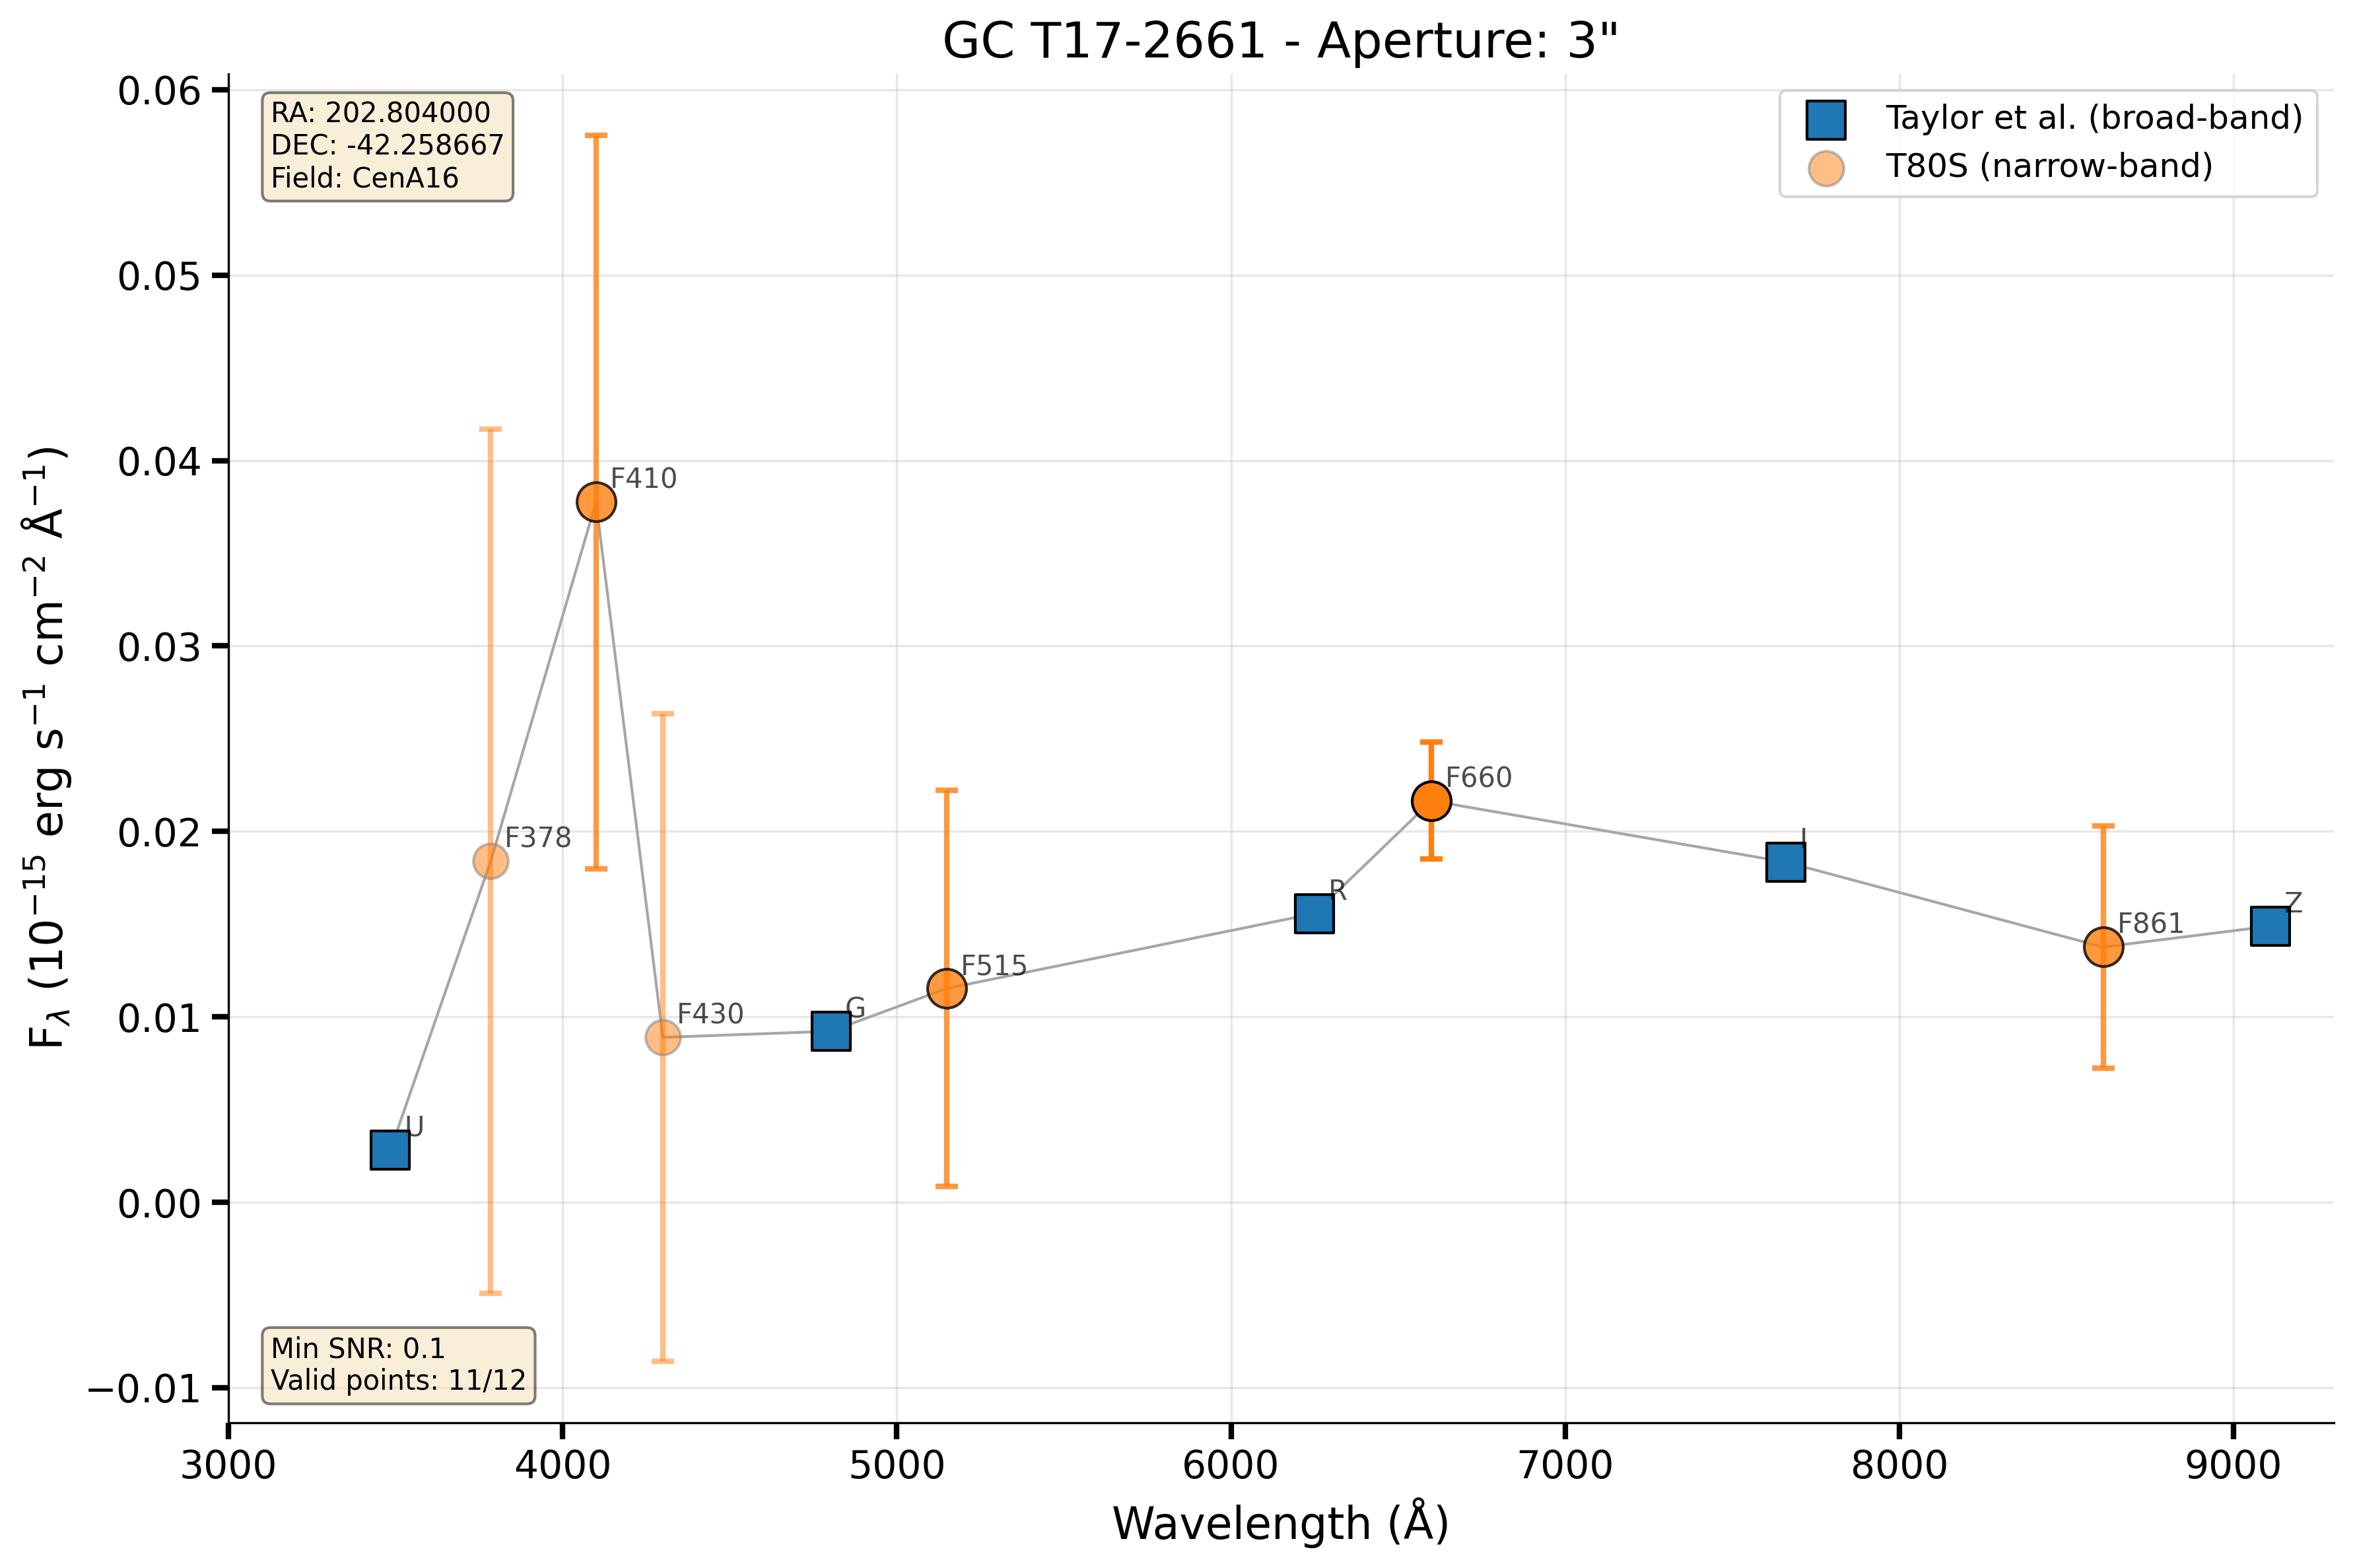 GC T17-2661 - Aperture: 3"
RA: 202.804000
DEC: -42.258667
Field: CenA16
Taylor et al. (broad-band)
T80S (narrow-band)
0.06
0.05
0.04
0.03
0.02
0.01
0.00
−0.01
F_λ (10⁻¹⁵ erg s⁻¹ cm⁻² Å⁻¹)
U
F378
F410
F430
G
F515
R
F660
I
F861
Z
Min SNR: 0.1
Valid points: 11/12
3000 4000 5000 6000 7000 8000 9000
Wavelength (Å)